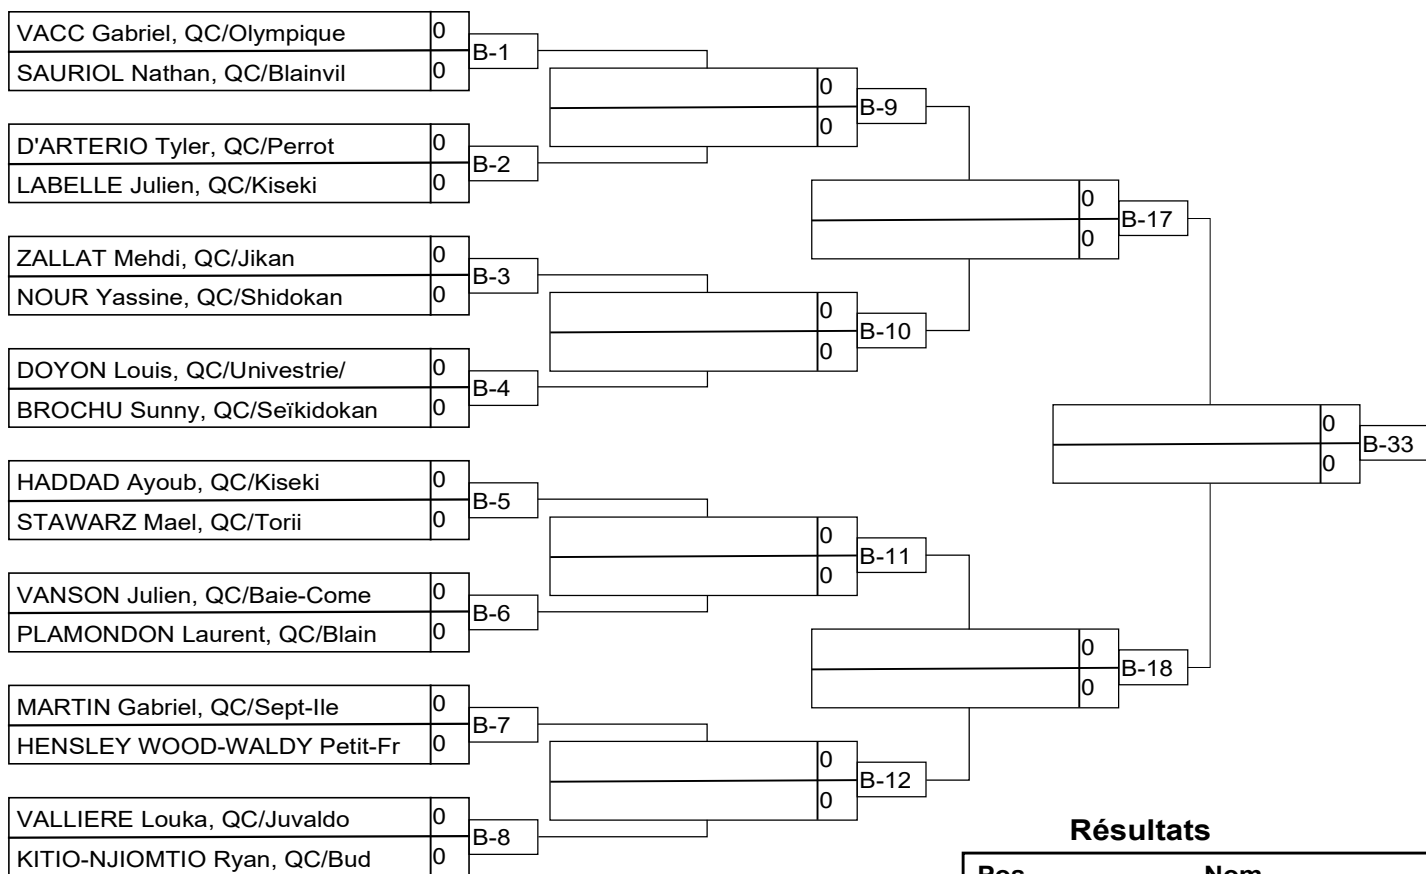 VACC Gabriel, QC/Olympique 0
SAURIOL Nathan, QC/Blainvil 0
B-1
D'ARTERIO Tyler, QC/Perrot 0
LABELLE Julien, QC/Kiseki 0
B-2
0
0
B-9
ZALLAT Mehdi, QC/Jikan 0
NOUR Yassine, QC/Shidokan 0
B-3
DOYON Louis, QC/Univestrie/ 0
BROCHU Sunny, QC/Seïkidokan 0
B-4
0
0
B-10
0
0
B-17
HADDAD Ayoub, QC/Kiseki 0
STAWARZ Mael, QC/Torii 0
B-5
VANSON Julien, QC/Baie-Come 0
PLAMONDON Laurent, QC/Blain 0
B-6
0
0
B-11
MARTIN Gabriel, QC/Sept-Ile 0
HENSLEY WOOD-WALDY Petit-Fr 0
B-7
VALLIERE Louka, QC/Juvaldo 0
KITIO-NJIOMTIO Ryan, QC/Bud 0
B-8
0
0
B-12
0
0
B-18
0
0
B-33
Résultats
Pos Nom